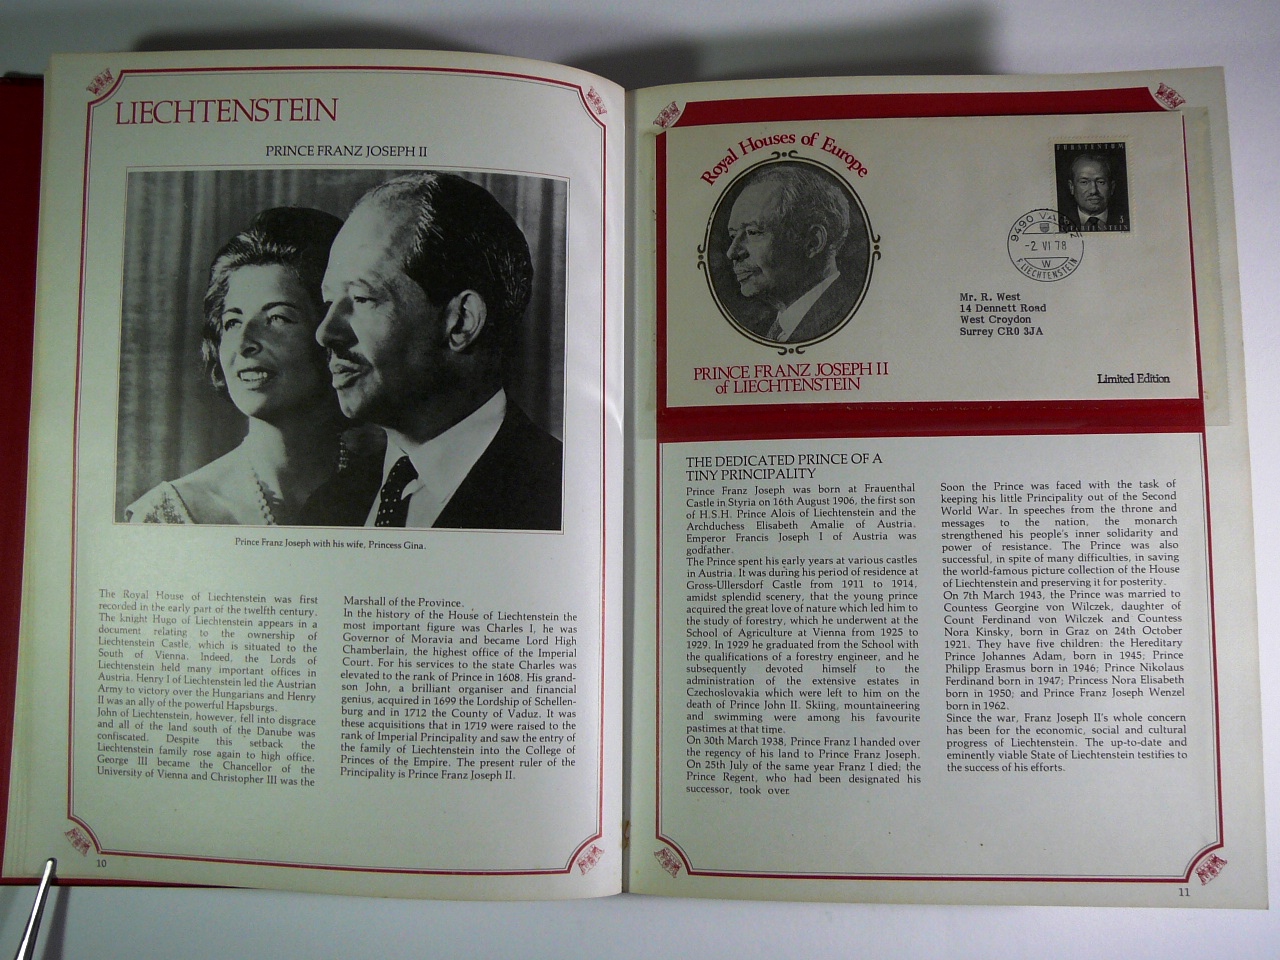 LIECHTENSTEIN
PRINCE FRANZ JOSEPH II
Prince Franz Joseph with his wife, Princess Gina.
The Royal House of Liechtenstein was first
recorded in the early part of the twelfth century.
The knight Hugo of Liechtenstein appears in a
document relating to the ownership of
Liechtenstein Castle, which is situated to the
South of Vienna. Indeed, the Lords of
Liechtenstein held many important offices in
Austria. Henry I of Liechtenstein led the Austrian
Army to victory over the Hungarians and Henry
II was an ally of the powerful Hapsburgs.
John of Liechtenstein, however, fell into disgrace
and all of the land south of the Danube was
confiscated. Despite this setback the
Liechtenstein family rose again to high office.
George III became the Chancellor of the
University of Vienna and Christopher III was the
Marshall of the Province.
In the history of the House of Liechtenstein the
most important figure was Charles I, he was
Governor of Moravia and became Lord High
Chamberlain, the highest office of the Imperial
Court. For his services to the state Charles was
elevated to the rank of Prince in 1608. His grand-
son John, a brilliant organiser and financial
genius, acquired in 1699 the Lordship of Schellen-
burg and in 1712 the County of Vaduz. It was
these acquisitions that in 1719 were raised to the
rank of Imperial Principality and saw the entry of
the family of Liechtenstein into the College of
Princes of the Empire. The present ruler of the
Principality is Prince Franz Joseph II.
10
Royal Houses of Europe
PRINCE FRANZ JOSEPH II
of LIECHTENSTEIN
FÜRSTENTUM
LIECHTENSTEIN
9490 VADUZ
-2. VI 78
W
F. LIECHTENSTEIN
Mr. R. West
14 Dennett Road
West Croydon
Surrey CR0 3JA
Limited Edition
THE DEDICATED PRINCE OF A
TINY PRINCIPALITY
Prince Franz Joseph was born at Frauenthal
Castle in Styria on 16th August 1906, the first son
of H.S.H. Prince Alois of Liechtenstein and the
Archduchess Elisabeth Amalie of Austria.
Emperor Francis Joseph I of Austria was
godfather.
The Prince spent his early years at various castles
in Austria. It was during his period of residence at
Gross-Ullersdorf Castle from 1911 to 1914,
amidst splendid scenery, that the young prince
acquired the great love of nature which led him to
the study of forestry, which he underwent at the
School of Agriculture at Vienna from 1925 to
1929. In 1929 he graduated from the School with
the qualifications of a forestry engineer, and he
subsequently devoted himself to the
administration of the extensive estates in
Czechoslovakia which were left to him on the
death of Prince John II. Skiing, mountaineering
and swimming were among his favourite
pastimes at that time.
On 30th March 1938, Prince Franz I handed over
the regency of his land to Prince Franz Joseph.
On 25th July of the same year Franz I died; the
Prince Regent, who had been designated his
successor, took over.
Soon the Prince was faced with the task of
keeping his little Principality out of the Second
World War. In speeches from the throne and
messages to the nation, the monarch
strengthened his people's inner solidarity and
power of resistance. The Prince was also
successful, in spite of many difficulties, in saving
the world-famous picture collection of the House
of Liechtenstein and preserving it for posterity.
On 7th March 1943, the Prince was married to
Countess Georgine von Wilczek, daughter of
Count Ferdinand von Wilczek and Countess
Nora Kinsky, born in Graz on 24th October
1921. They have five children: the Hereditary
Prince Johannes Adam, born in 1945; Prince
Philipp Erasmus born in 1946; Prince Nikolaus
Ferdinand born in 1947; Princess Nora Elisabeth
born in 1950; and Prince Franz Joseph Wenzel
born in 1962.
Since the war, Franz Joseph II's whole concern
has been for the economic, social and cultural
progress of Liechtenstein. The up-to-date and
eminently viable State of Liechtenstein testifies to
the success of his efforts.
11